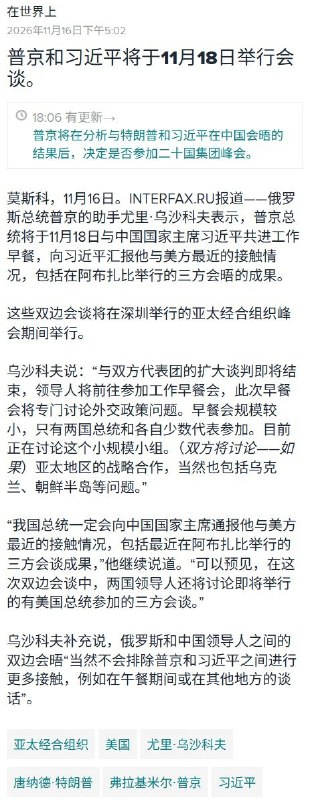 在世界上
2026年11月16日下午5:02
普京和习近平将于11月18日举行会
谈。
18:06 有更新→
普京将在分析与特朗普和习近平在中国会晤的
结果后，决定是否参加二十国集团峰会。
莫斯科，11月16日。INTERFAX.RU报道——俄罗
斯总统普京的助手尤里·乌沙科夫表示，普京总
统将于11月18日与中国国家主席习近平共进工作
早餐，向习近平汇报他与美方最近的接触情
况，包括在阿布扎比举行的三方会晤的成果。
这些双边会谈将在深圳举行的亚太经合组织峰
会期间举行。
乌沙科夫说：“与双方代表团的扩大谈判即将结
束，领导人将前往参加工作早餐会，此次早餐
会将专门讨论外交政策问题。早餐会规模较
小，只有两国总统和各自少数代表参加。目前
正在讨论这个小规模小组。（双方将讨论——如
果）亚太地区的战略合作，当然也包括乌克
兰、朝鲜半岛等问题。”
“我国总统一定会向中国国家主席通报他与美方
最近的接触情况，包括最近在阿布扎比举行的
三方会谈成果，”他继续说道。“可以预见，在这
次双边会谈中，两国领导人还将讨论即将举行
的有美国总统参加的三方会谈。”
乌沙科夫补充说，俄罗斯和中国领导人之间的
双边会晤“当然不会排除普京和习近平之间进行
更多接触，例如在午餐期间或在其他地方的谈
话”。
亚太经合组织 美国 尤里·乌沙科夫
唐纳德·特朗普 弗拉基米尔·普京 习近平